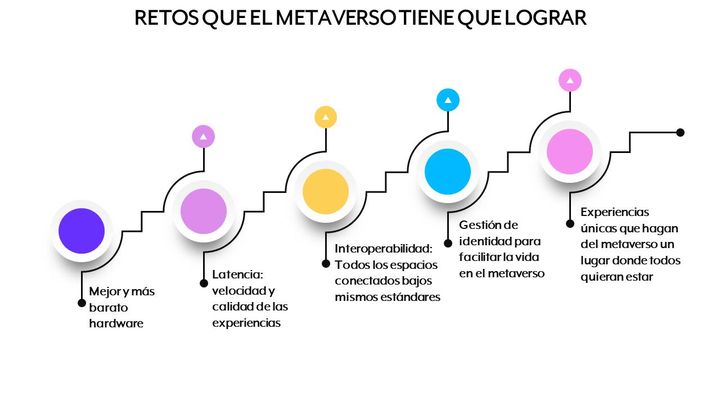 RETOS QUE EL METAVERSO TIENE QUE LOGRAR
Mejor y más
barato
hardware
Latencia:
velocidad y
calidad de las
experiencias
Interoperabilidad:
Todos los espacios
conectados bajos
mismos estándares
Gestión de
identidad para
facilitar la vida
en el metaverso
Experiencias
únicas que hagan
del metaverso un
lugar donde todos
quieran estar